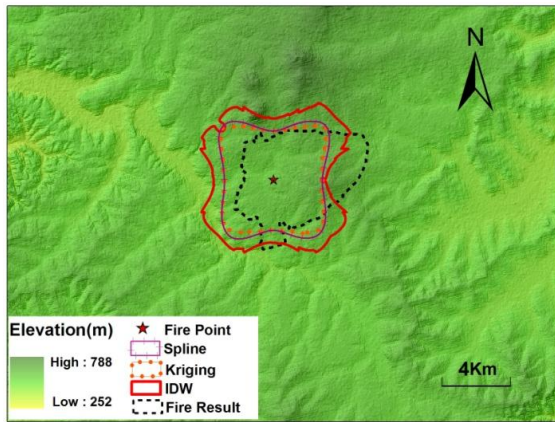 N
Elevation(m)
High : 788
Low : 252
Fire Point
Spline
Kriging
IDW
Fire Result
4Km